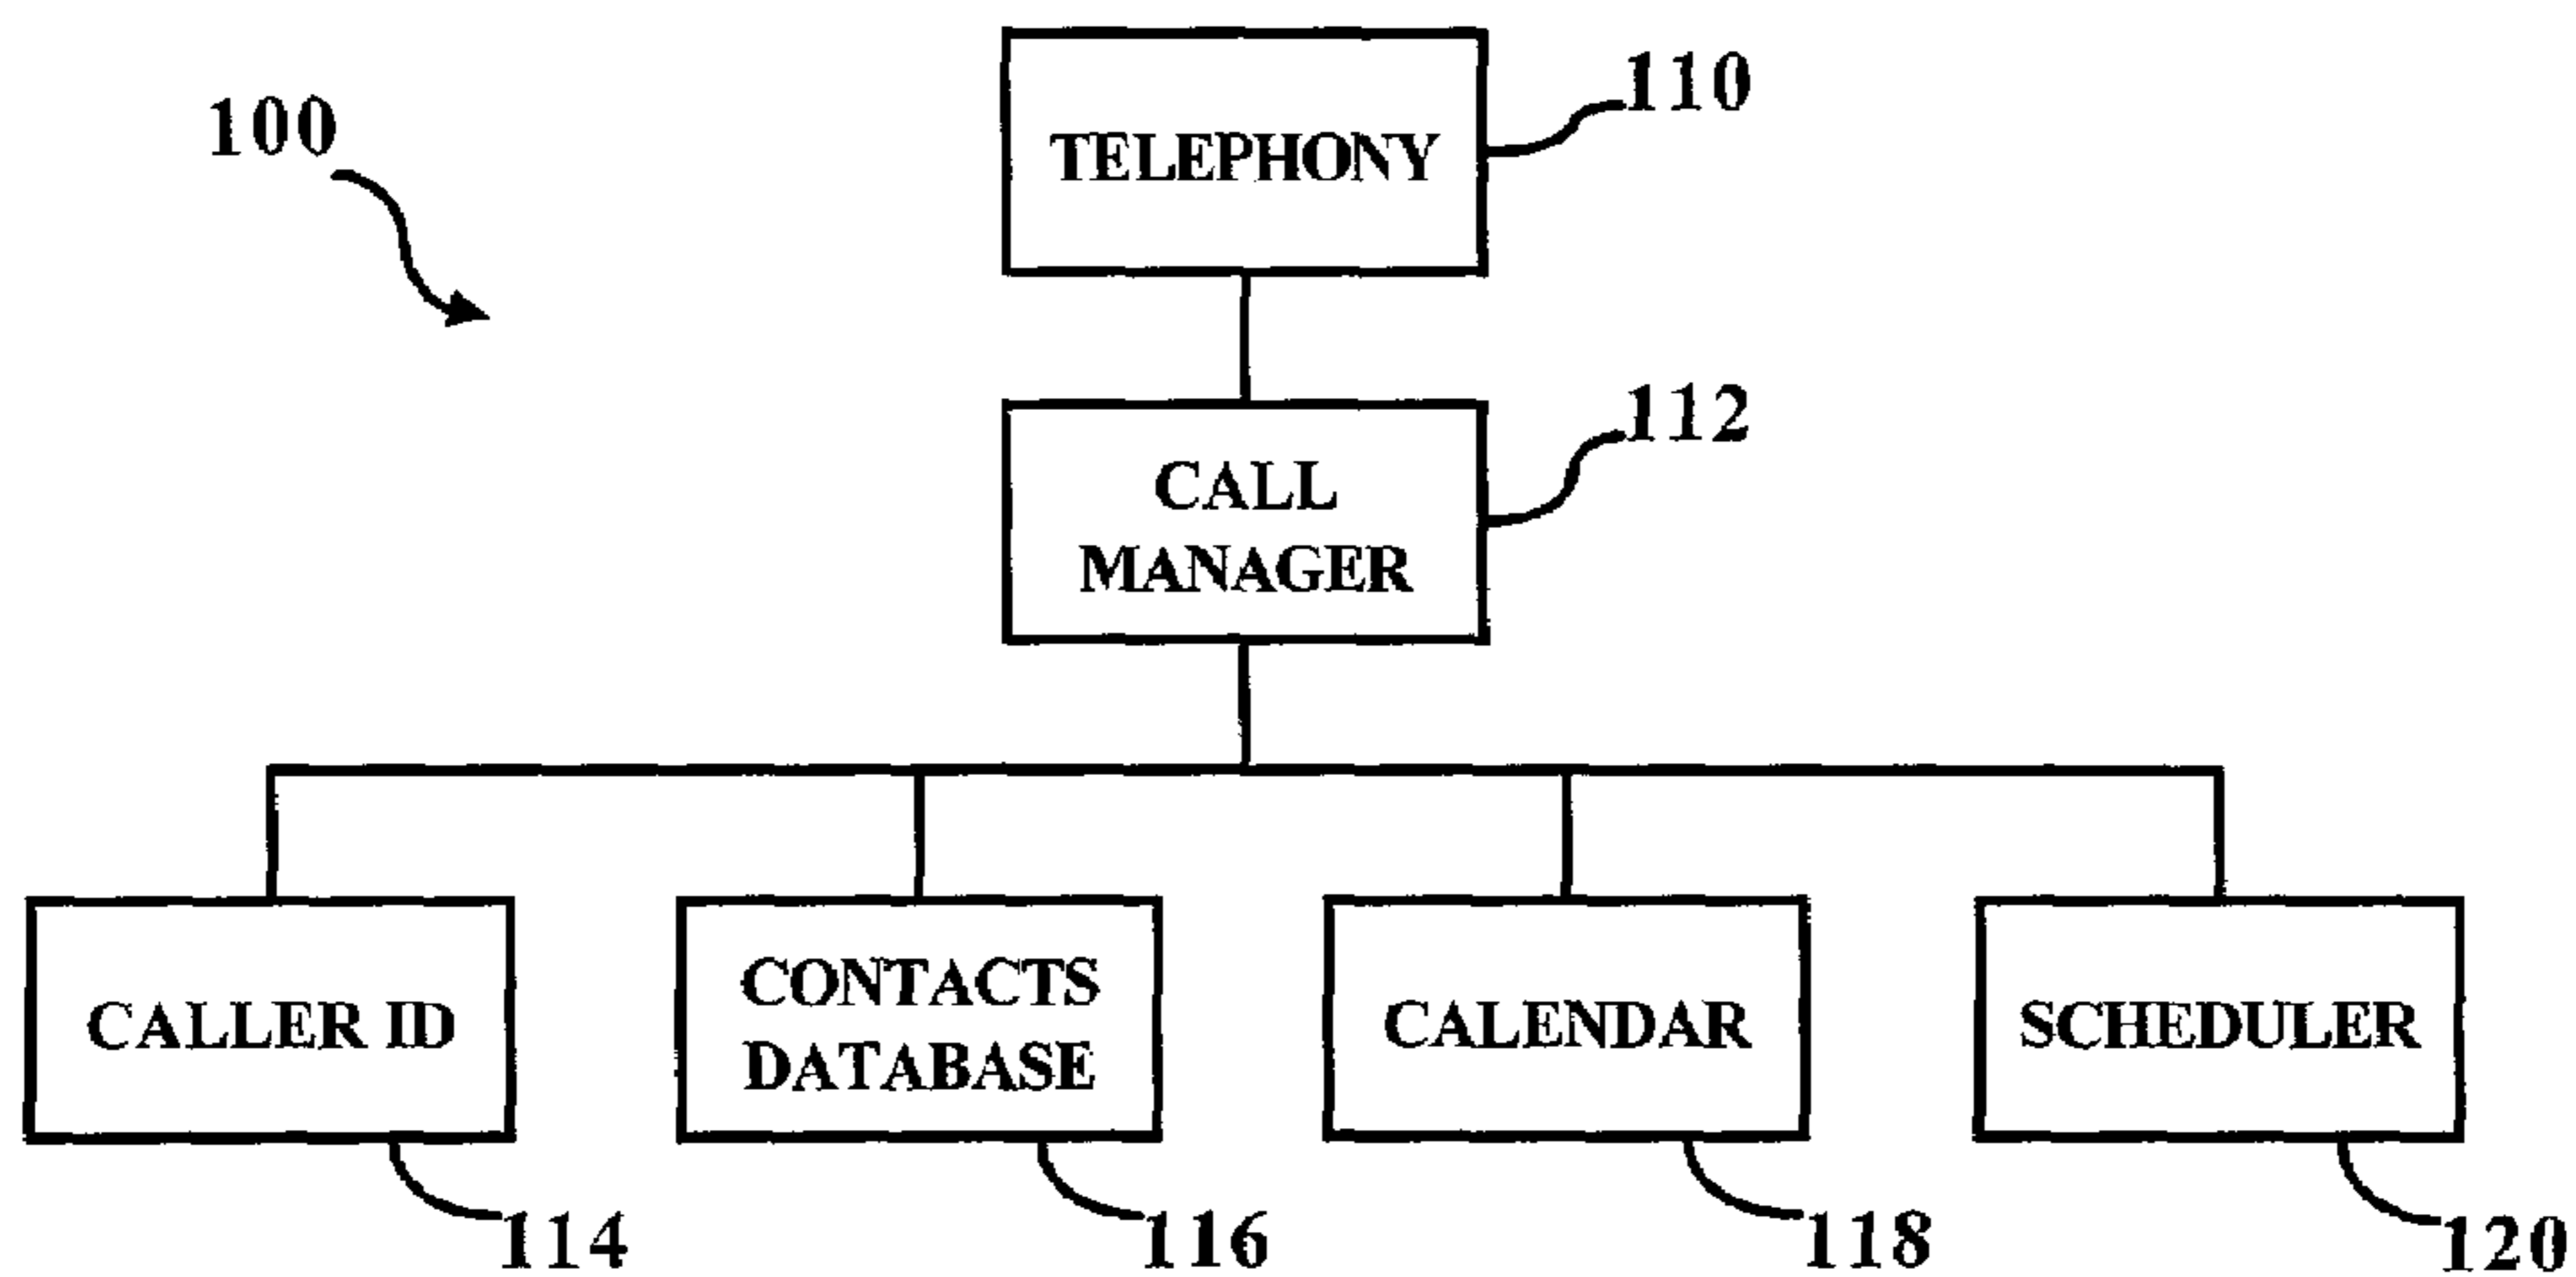 100
TELEPHONY
110
CALL
MANAGER
112
CALLER ID
CONTACTS
DATABASE
CALENDAR
SCHEDULER
114
116
118
120